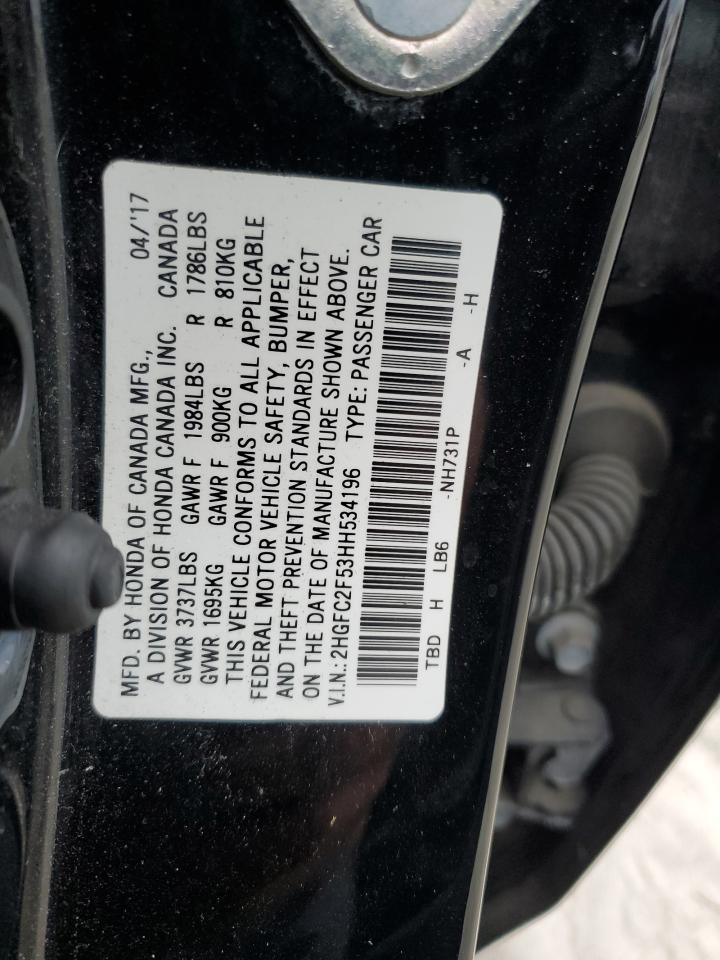 MFD. BY HONDA OF CANADA MFG., 04/'17
A DIVISION OF HONDA CANADA INC. CANADA
GVWR 3737LBS GAWR F 1984LBS R 1786LBS
GVWR 1695KG GAWR F 900KG R 810KG
THIS VEHICLE CONFORMS TO ALL APPLICABLE
FEDERAL MOTOR VEHICLE SAFETY, BUMPER,
AND THEFT PREVENTION STANDARDS IN EFFECT
ON THE DATE OF MANUFACTURE SHOWN ABOVE.
V.I.N.: 2HGFC2F53HH534196 TYPE: PASSENGER CAR
TBD H LB6 -NH731P -A -H